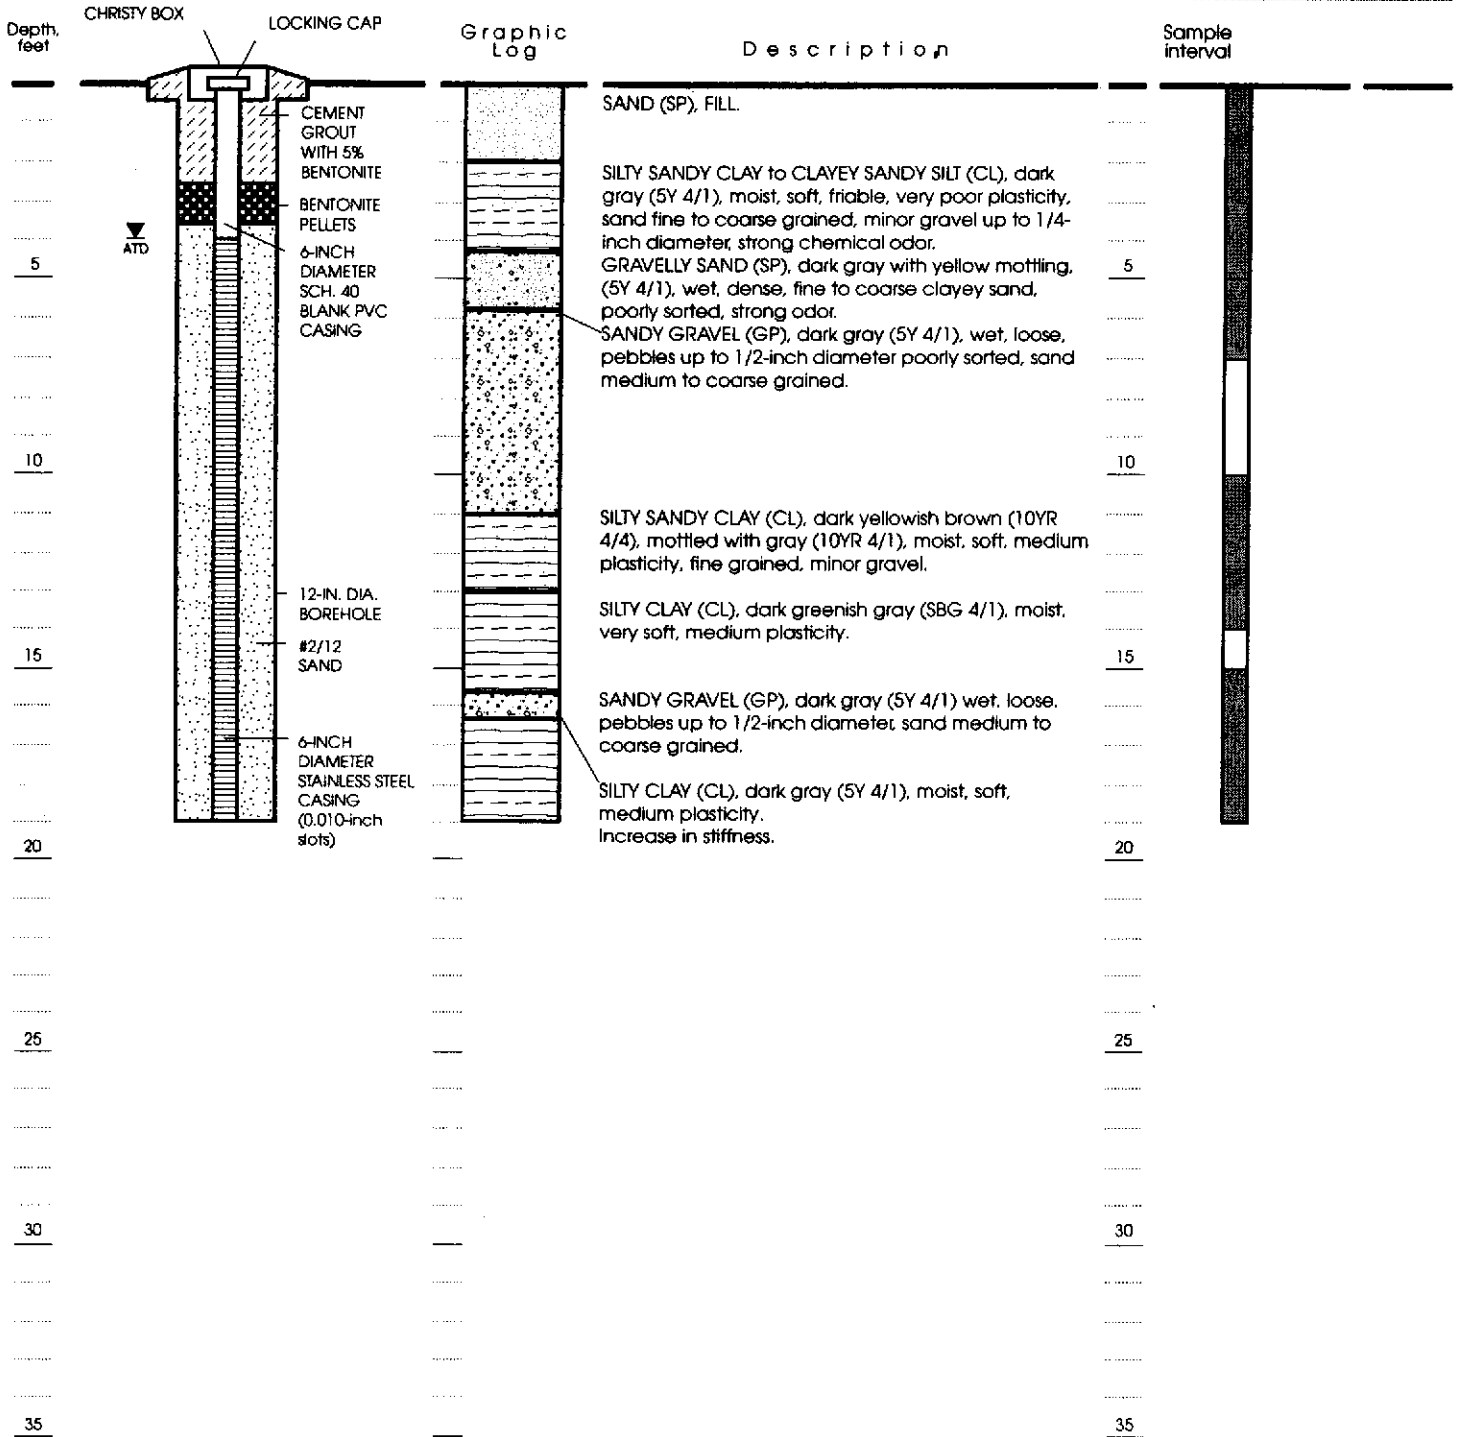 Depth,
feet
CHRISTY BOX
LOCKING CAP
Graphic
Log
Description
Sample
interval
CEMENT
GROUT
WITH 5%
BENTONITE
BENTONITE
PELLETS
ATD
6-INCH
DIAMETER
SCH. 40
BLANK PVC
CASING
5
10
12-IN. DIA.
BOREHOLE
#2/12
SAND
15
6-INCH
DIAMETER
STAINLESS STEEL
CASING
(0.010-inch
slots)
20
25
30
35
SAND (SP), FILL.
SILTY SANDY CLAY to CLAYEY SANDY SILT (CL), dark
gray (5Y 4/1), moist, soft, friable, very poor plasticity,
sand fine to coarse grained, minor gravel up to 1/4-
inch diameter, strong chemical odor.
GRAVELLY SAND (SP), dark gray with yellow mottling,
(5Y 4/1), wet, dense, fine to coarse clayey sand,
poorly sorted, strong odor.
SANDY GRAVEL (GP), dark gray (5Y 4/1), wet, loose,
pebbles up to 1/2-inch diameter poorly sorted, sand
medium to coarse grained.
SILTY SANDY CLAY (CL), dark yellowish brown (10YR
4/4), mottled with gray (10YR 4/1), moist, soft, medium
plasticity, fine grained, minor gravel.
SILTY CLAY (CL), dark greenish gray (SBG 4/1), moist,
very soft, medium plasticity.
SANDY GRAVEL (GP), dark gray (5Y 4/1) wet, loose,
pebbles up to 1/2-inch diameter, sand medium to
coarse grained.
SILTY CLAY (CL), dark gray (5Y 4/1), moist, soft,
medium plasticity.
Increase in stiffness.
5
10
15
20
25
30
35